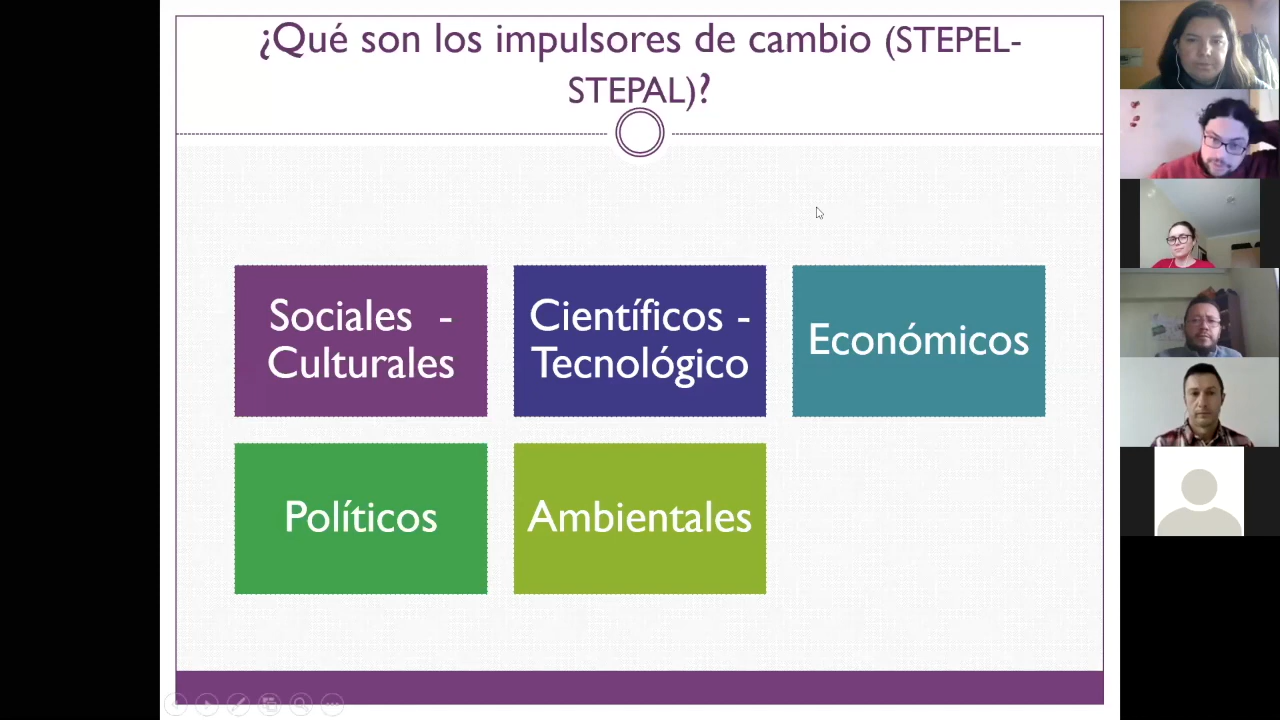 ¿Qué son los impulsores de cambio (STEPEL-
STEPAL)?
Sociales -
Culturales
Científicos -
Tecnológico
Económicos
Políticos
Ambientales